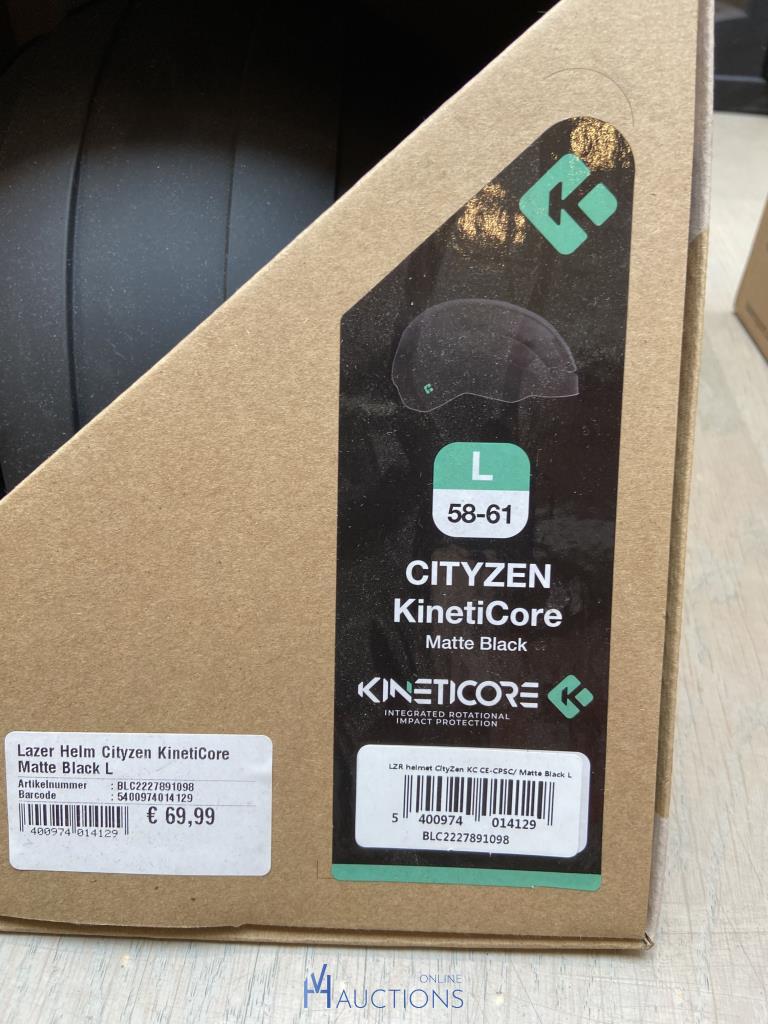 L
58-61
CITYZEN
KinetiCore
Matte Black
KINETICORE
INTEGRATED ROTATIONAL
IMPACT PROTECTION
LZR helmet CityZen KC CE-CPSC/ Matte Black L
5 400974 014129
BLC2227891098
Lazer Helm Cityzen KinetiCore
Matte Black L
Artikelnummer : BLC2227891098
Barcode : 5400974014129
€ 69,99
400974 014129
VH ONLINE
AUCTIONS